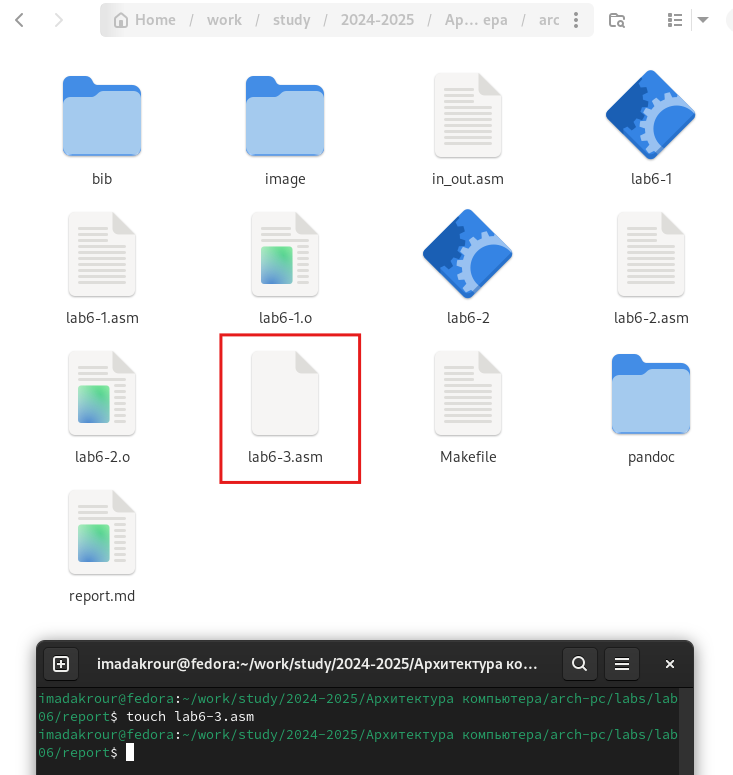 Home / work / study / 2024-2025 / Ар… ера / arc
bib
image
in_out.asm
lab6-1
lab6-1.asm
lab6-1.o
lab6-2
lab6-2.asm
lab6-2.o
lab6-3.asm
Makefile
pandoc
report.md
imadakrour@fedora:~/work/study/2024-2025/Архитектура ко…
imadakrour@fedora:~/work/study/2024-2025/Архитектура компьютера/arch-pc/labs/lab
06/report$ touch lab6-3.asm
imadakrour@fedora:~/work/study/2024-2025/Архитектура компьютера/arch-pc/labs/lab
06/report$